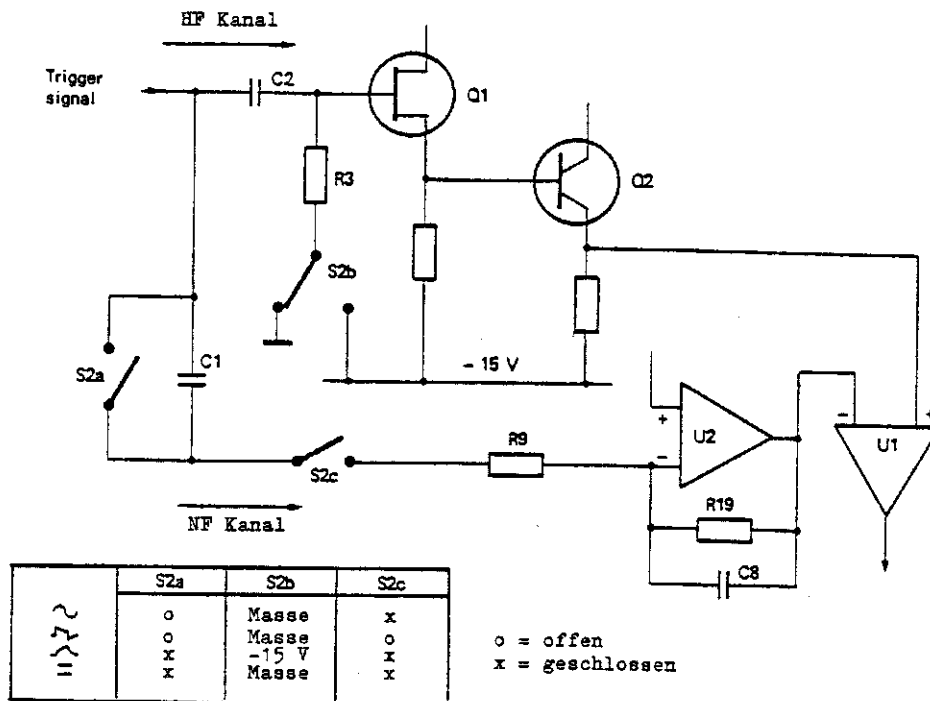 HF Kanal
Trigger
signal
C2
Q1
R3
Q2
S2b
S2a
C1
- 15 V
S2c
R9
+
-
U2
-
+
U1
R19
C8
NF Kanal
S2a S2b S2c
o Masse x
o Masse o
x -15 V x
x Masse x
o = offen
x = geschlossen